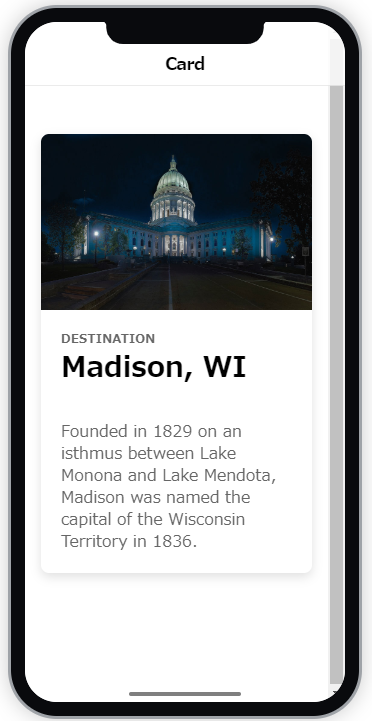 Card
DESTINATION
Madison, WI
Founded in 1829 on an
isthmus between Lake
Monona and Lake Mendota,
Madison was named the
capital of the Wisconsin
Territory in 1836.